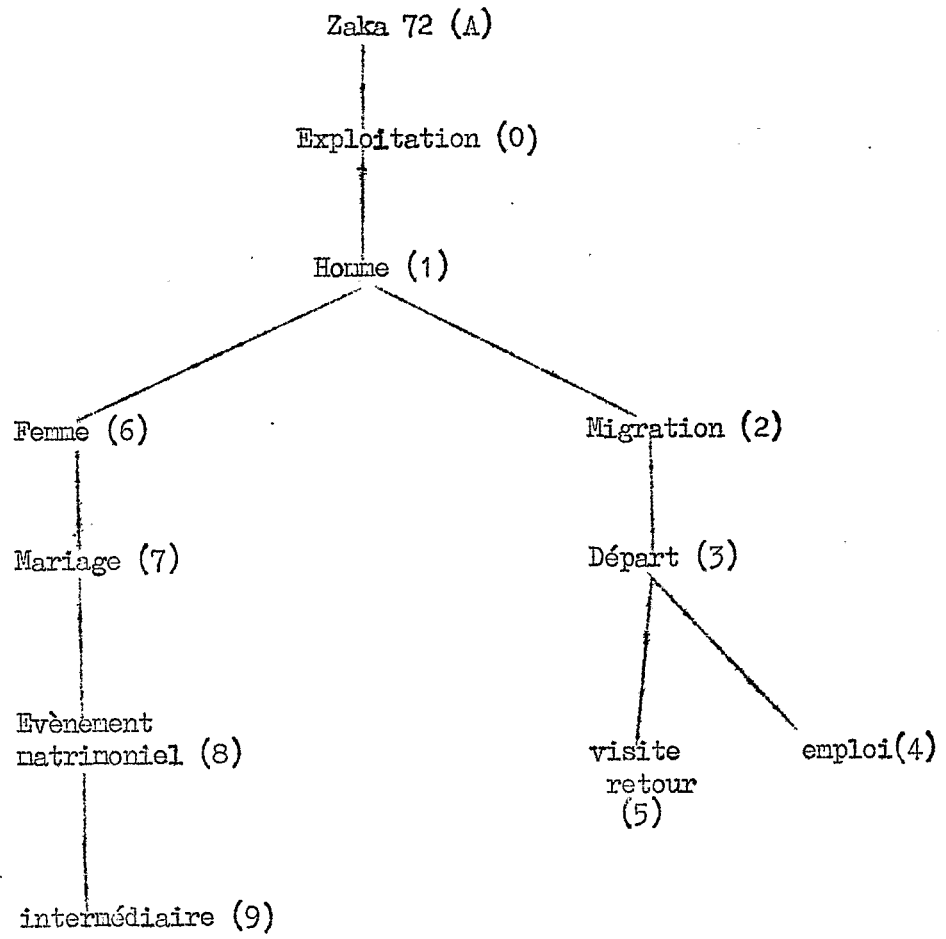 Zaka 72 (A)
Exploitation (0)
Homme (1)
Femme (6)
Migration (2)
Mariage (7)
Départ (3)
Evènement
matrimoniel (8)
visite
retour
(5)
emploi(4)
intermédiaire (9)